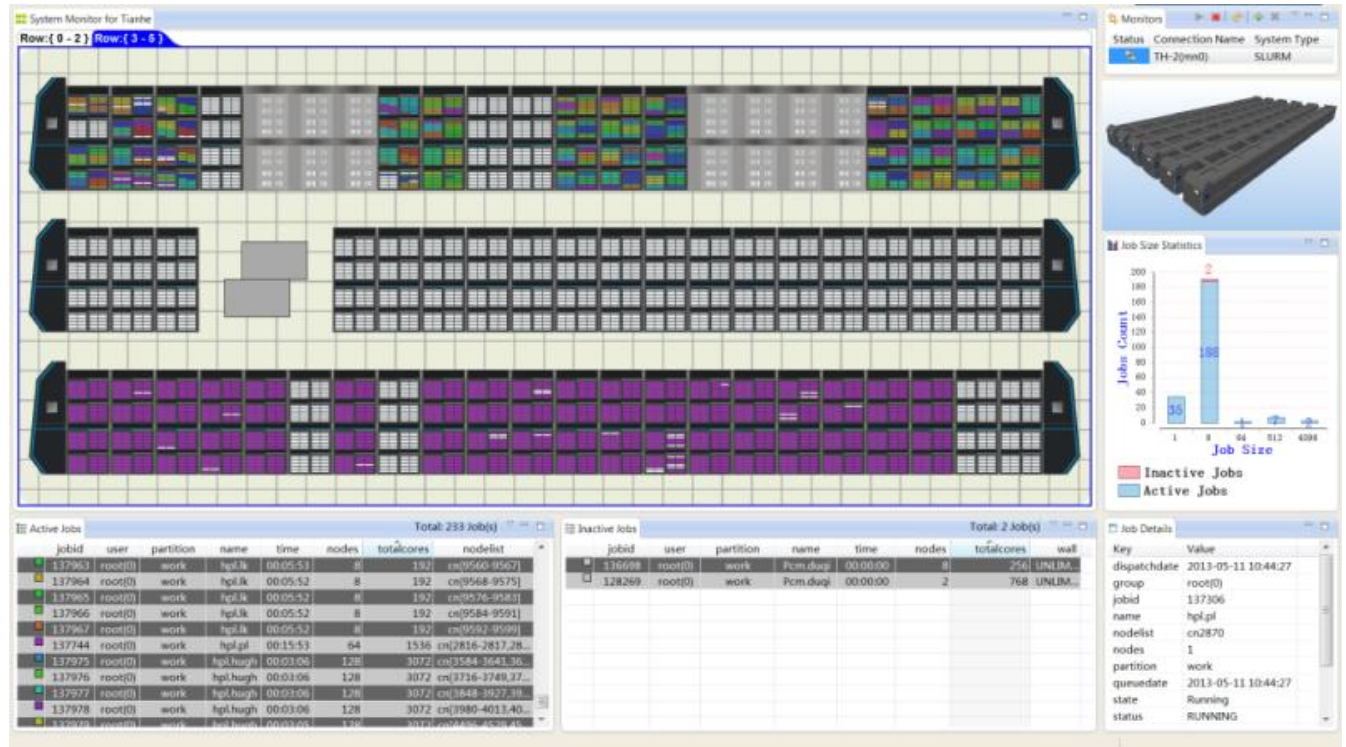 System Monitor for Tianhe
Row:{ 0 - 2 } Row:{ 3 - 5 }
Monitors
Status Connection Name System Type
TH-2(mn0) SLURM
Job Size Statistics
Jobs Count
200
180
160
140
120
100
80
60
40
20
0
2
35 188 1 7 2
1 8 64 512 4096
Job Size
Inactive Jobs
Active Jobs
Active Jobs Total: 233 Job(s)
jobid user partition name time nodes totalcores nodelist
137963 root(0) work hpl.lk 00:05:53 8 192 cn[9560-9567]
137964 root(0) work hpl.lk 00:05:52 8 192 cn[9568-9575]
137965 root(0) work hpl.lk 00:05:52 8 192 cn[9576-9583]
137966 root(0) work hpl.lk 00:05:52 8 192 cn[9584-9591]
137967 root(0) work hpl.lk 00:05:52 8 192 cn[9592-9599]
137744 root(0) work hpl.pl 00:15:53 64 1536 cn[2816-2817,28...
137975 root(0) work hpl.hugh 00:03:06 128 3072 cn[3584-3641,36...
137976 root(0) work hpl.hugh 00:03:06 128 3072 cn[3716-3749,37...
137977 root(0) work hpl.hugh 00:03:06 128 3072 cn[3848-3927,39...
137978 root(0) work hpl.hugh 00:03:06 128 3072 cn[3980-4013,40...
Inactive Jobs Total: 2 Job(s)
jobid user partition name time nodes totalcores wall
136698 root(0) work Pcm.duqi 00:00:00 8 256 UNLIM...
128269 root(0) work Pcm.duqi 00:00:00 2 768 UNLIM...
Job Details
Key Value
dispatchdate 2013-05-11 10:44:27
group root(0)
jobid 137306
name hpl.pl
nodelist cn2870
nodes 1
partition work
queuedate 2013-05-11 10:44:27
state Running
status RUNNING